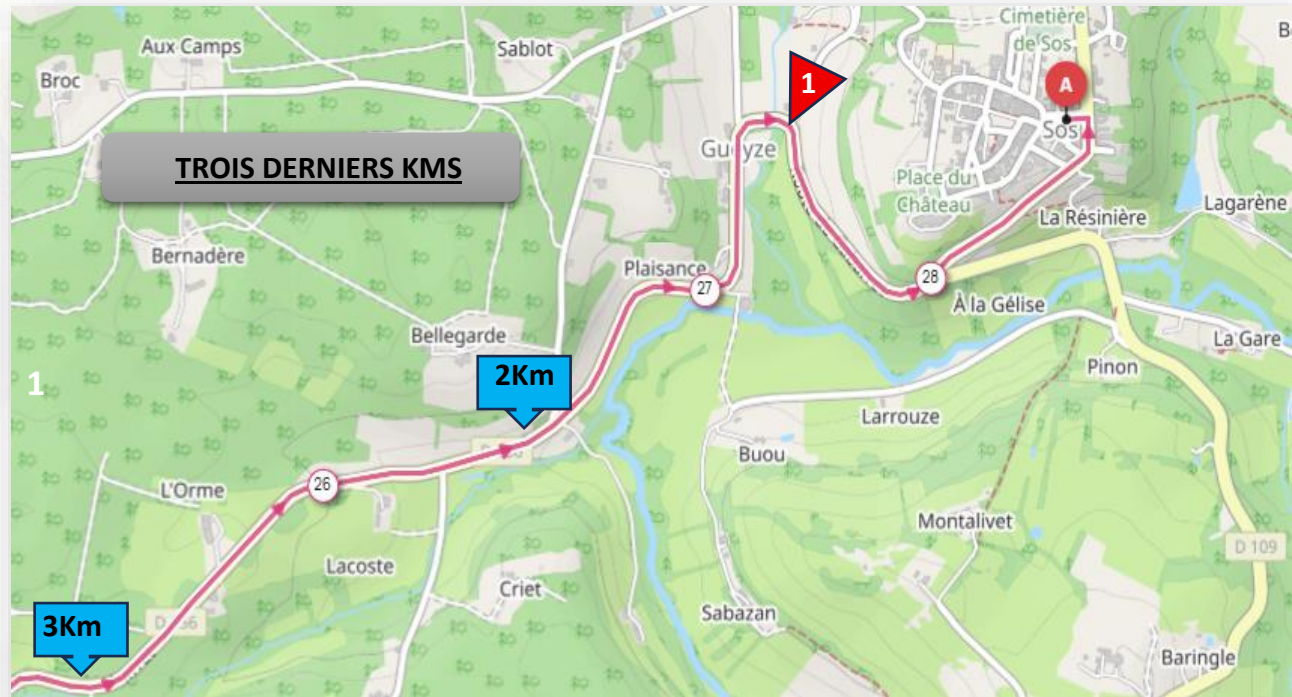 Cimetière
de Sos
Aux Camps
Sablot
Broc
1
A
TROIS DERNIERS KMS
Gueyze
Sos
Place du
Château
Lagarène
La Résinière
Bernadère
Plaisance
27
28
À la Gélise
Bellegarde
La Gare
2Km
Pinon
1
Larrouze
Buou
26
L'Orme
Montalivet
D 109
Lacoste
Criet
Sabazan
3Km
Baringle